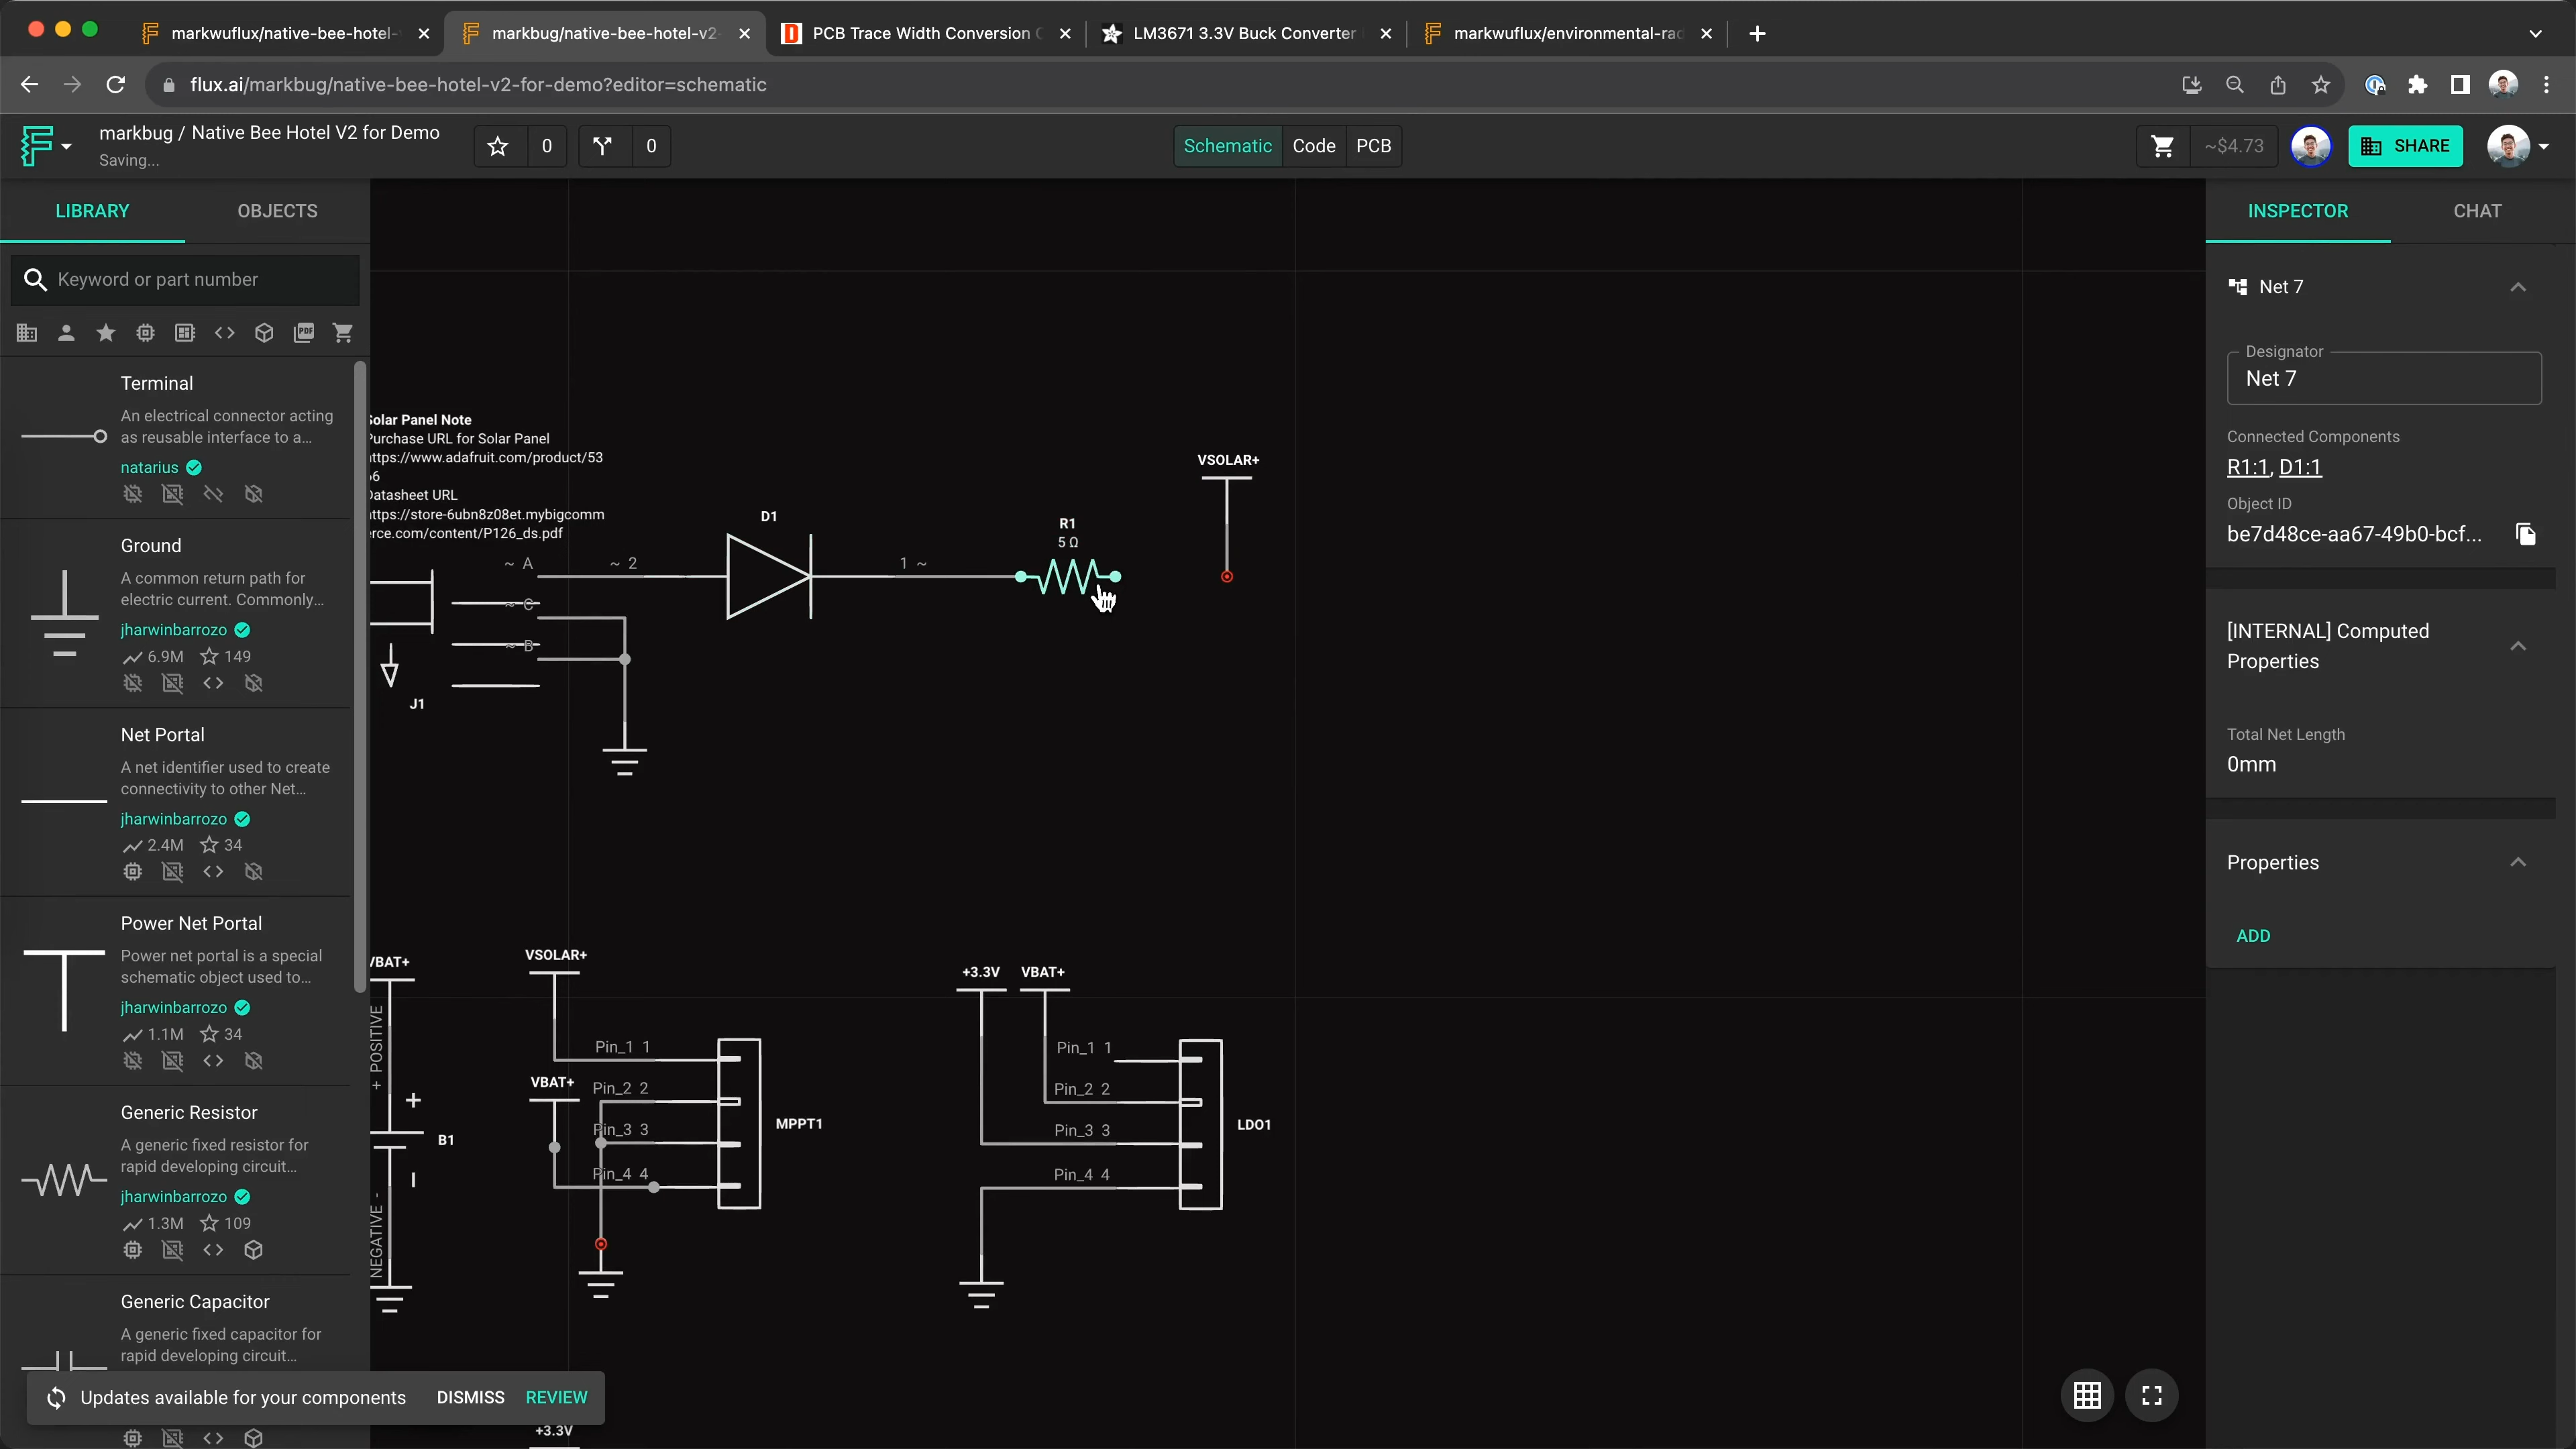 markwuflux/native-bee-hotel-
markbug/native-bee-hotel-v2-
PCB Trace Width Conversion
LM3671 3.3V Buck Converter
markwuflux/environmental-rad
flux.ai/markbug/native-bee-hotel-v2-for-demo?editor=schematic
markbug / Native Bee Hotel V2 for Demo
Saving...
0
0
Schematic
Code
PCB
~$4.73
SHARE
LIBRARY
OBJECTS
Keyword or part number
PDF
Terminal
An electrical connector acting
as reusable interface to a...
natarius
Ground
A common return path for
electric current. Commonly...
jharwinbarrozo
6.9M
149
Net Portal
A net identifier used to create
connectivity to other Net...
jharwinbarrozo
2.4M
34
Power Net Portal
Power net portal is a special
schematic object used to...
jharwinbarrozo
1.1M
34
Generic Resistor
A generic fixed resistor for
rapid developing circuit...
jharwinbarrozo
1.3M
109
Generic Capacitor
A generic fixed capacitor for
rapid developing circuit...
Updates available for your components
DISMISS
REVIEW
Solar Panel Note
Purchase URL for Solar Panel
https://www.adafruit.com/product/53
66
Datasheet URL
https://store-6ubn8z08et.mybigcomm
erce.com/content/P126_ds.pdf
~ A
~ 2
D1
1 ~
R1
5 Ω
VSOLAR+
~ C
~ B
J1
VBAT+
+ POSITIVE
NEGATIVE -
+
B1
VSOLAR+
Pin_1 1
VBAT+
Pin_2 2
Pin_3 3
Pin_4 4
MPPT1
+3.3V
VBAT+
Pin_1 1
Pin_2 2
Pin_3 3
Pin_4 4
LDO1
+3.3V
INSPECTOR
CHAT
Net 7
Designator
Net 7
Connected Components
R1:1, D1:1
Object ID
be7d48ce-aa67-49b0-bcf...
[INTERNAL] Computed
Properties
Total Net Length
0mm
Properties
ADD